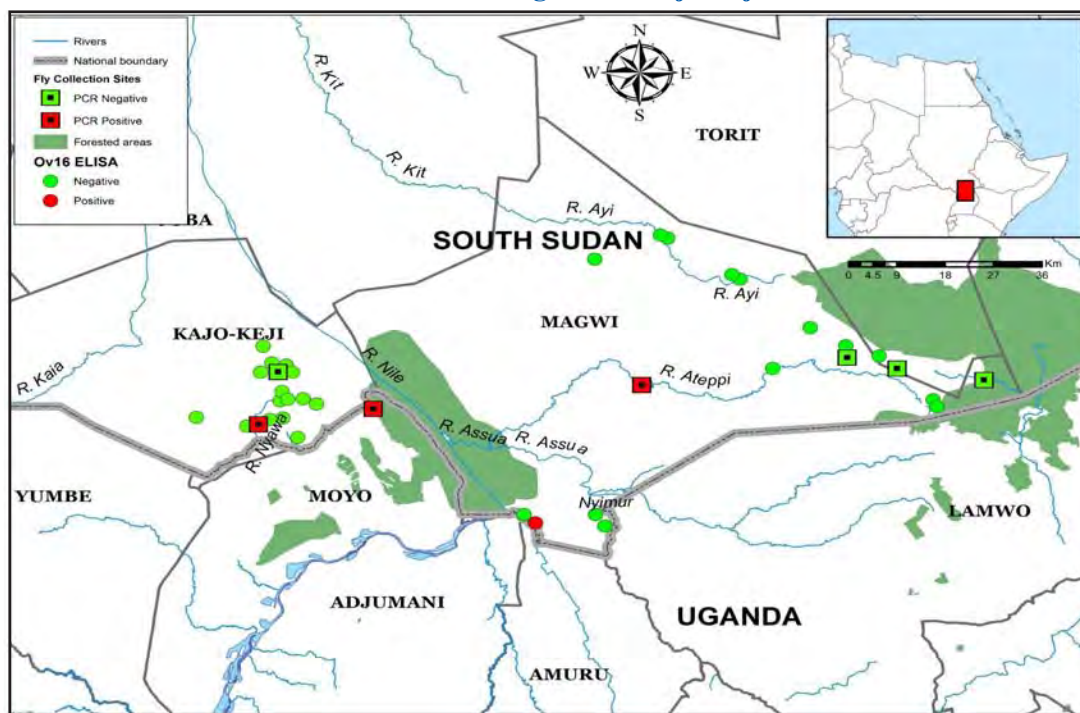 Rivers
National boundary
Fly Collection Sites
PCR Negative
PCR Positive
Forested areas
Ov16 ELISA
Negative
Positive
N
W E
S
R. Kit
R. Kit
TORIT
R. Ayi
SOUTH SUDAN
Km
0 4.5 9 18 27 36
R. Ayi
MAGWI
KAJO-KEJI
R. Kaia
R. Nile
R. Ateppi
R. Nyawa
R. Assua
R. Assua
YUMBE
MOYO
Nyimur
LAMWO
ADJUMANI
UGANDA
AMURU